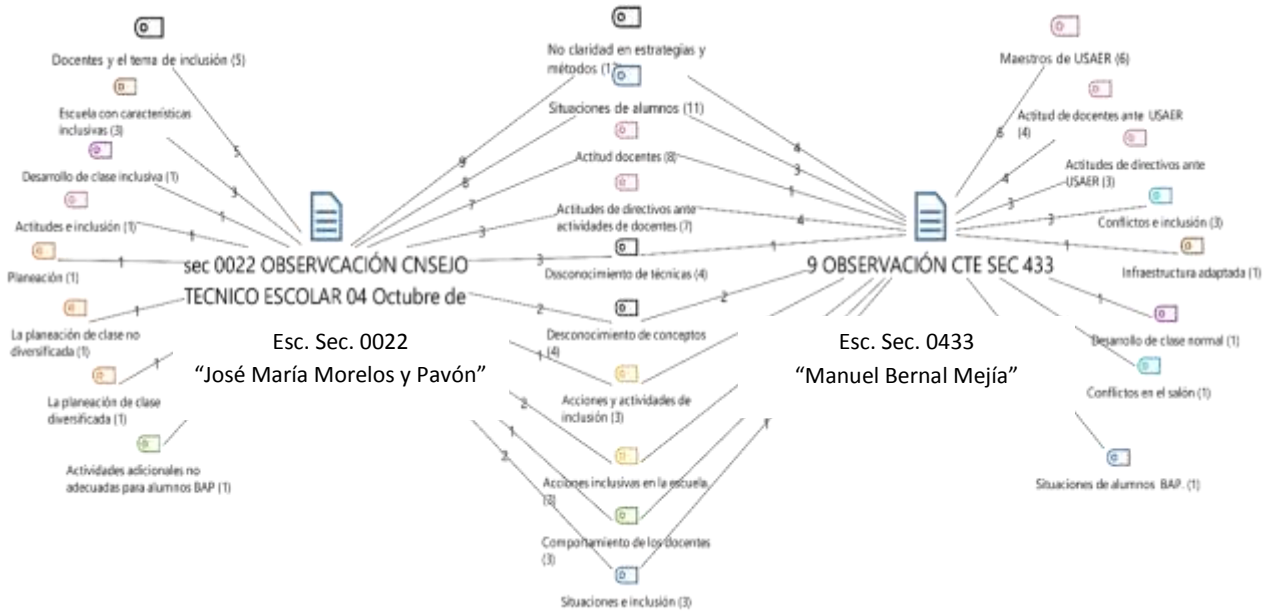 Docentes y el tema de inclusión (5)
Escuela con características
inclusivas (3)
Desarrollo de clase inclusiva (1)
Actitudes e inclusión (1)
Planeación (1)
La planeación de clase no
diversificada (1)
La planeación de clase
diversificada (1)
Actividades adicionales no
adecuadas para alumnos BAP (1)
5
3
1
1
1
1
1
sec 0022 OBSERVCACIÓN CNSEJO
TECNICO ESCOLAR 04 Octubre de
Esc. Sec. 0022
“José María Morelos y Pavón”
9
8
7
3
3
2
1
2
1
2
No claridad en estrategias y
métodos
Situaciones de alumnos (11)
Actitud docentes (8)
Actitudes de directivos ante
actividades de docentes (7)
Dssconocimiento de técnicas (4)
Desconocimiento de conceptos
(4)
Acciones y actividades de
inclusión (3)
Acciones inclusivas en la escuela
(3)
Comportamiento de los docentes
(3)
Situaciones e inclusión (3)
4
3
1
4
1
2
1
9 OBSERVACIÓN CTE SEC 433
Esc. Sec. 0433
“Manuel Bernal Mejía”
6
4
3
3
1
1
Maestros de USAER (6)
Actitud de docentes ante USAER
(4)
Actitudes de directivos ante
USAER (3)
Conflictos e inclusión (3)
Infraestructura adaptada (1)
Desarrollo de clase normal (1)
Conflictos en el salón (1)
Situaciones de alumnos BAP. (1)